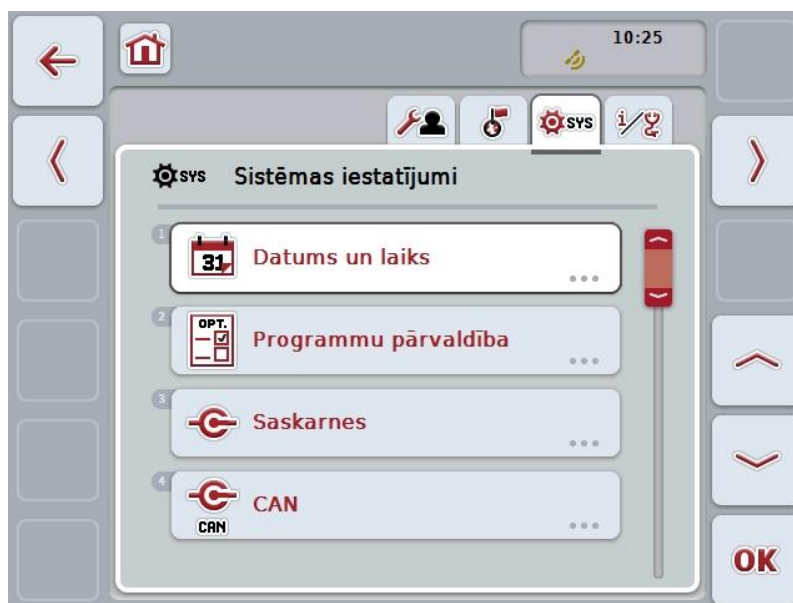 10:25
SYS
i
SYS Sistēmas iestatījumi
1
31 Datums un laiks
2
OPT. Programmu pārvaldība
3
Saskarnes
4
CAN CAN
OK